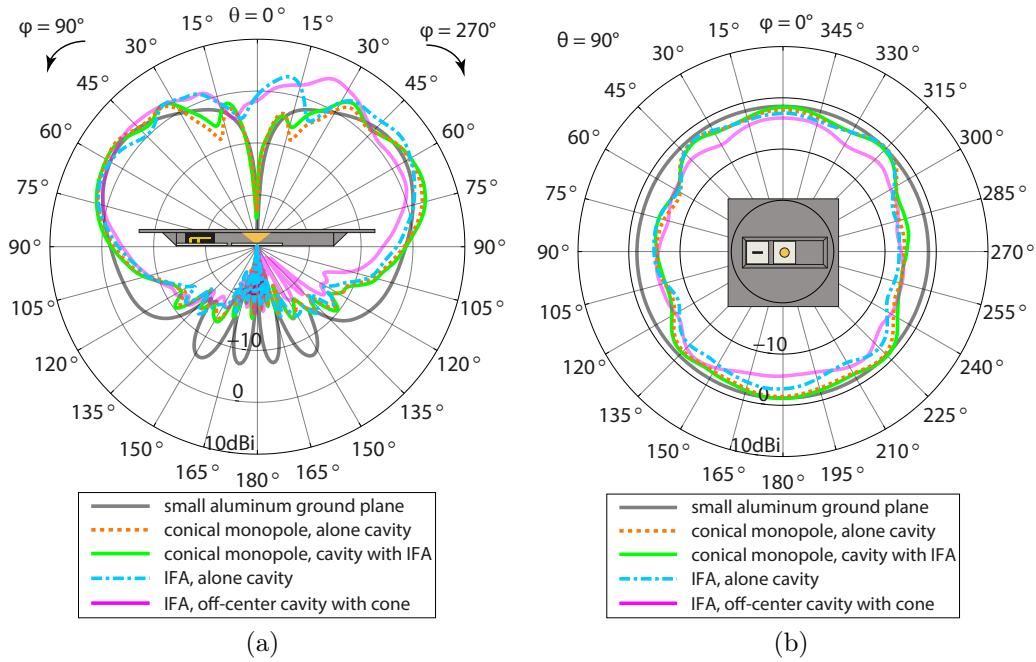 φ = 90°
θ = 0°
φ = 270°
15° 15°
30° 30°
45° 45°
60° 60°
75° 75°
90° 90°
105° 105°
120° 120°
135° 135°
150° 150°
165° 165°
180°
−10
0
10dBi
small aluminum ground plane
conical monopole, alone cavity
conical monopole, cavity with IFA
IFA, alone cavity
IFA, off-center cavity with cone
(a)
θ = 90°
φ = 0°
15° 345°
30° 330°
45° 315°
60° 300°
75° 285°
90° 270°
105° 255°
120° 240°
135° 225°
150° 210°
165° 195°
180°
−10
0
10dBi
small aluminum ground plane
conical monopole, alone cavity
conical monopole, cavity with IFA
IFA, alone cavity
IFA, off-center cavity with cone
(b)